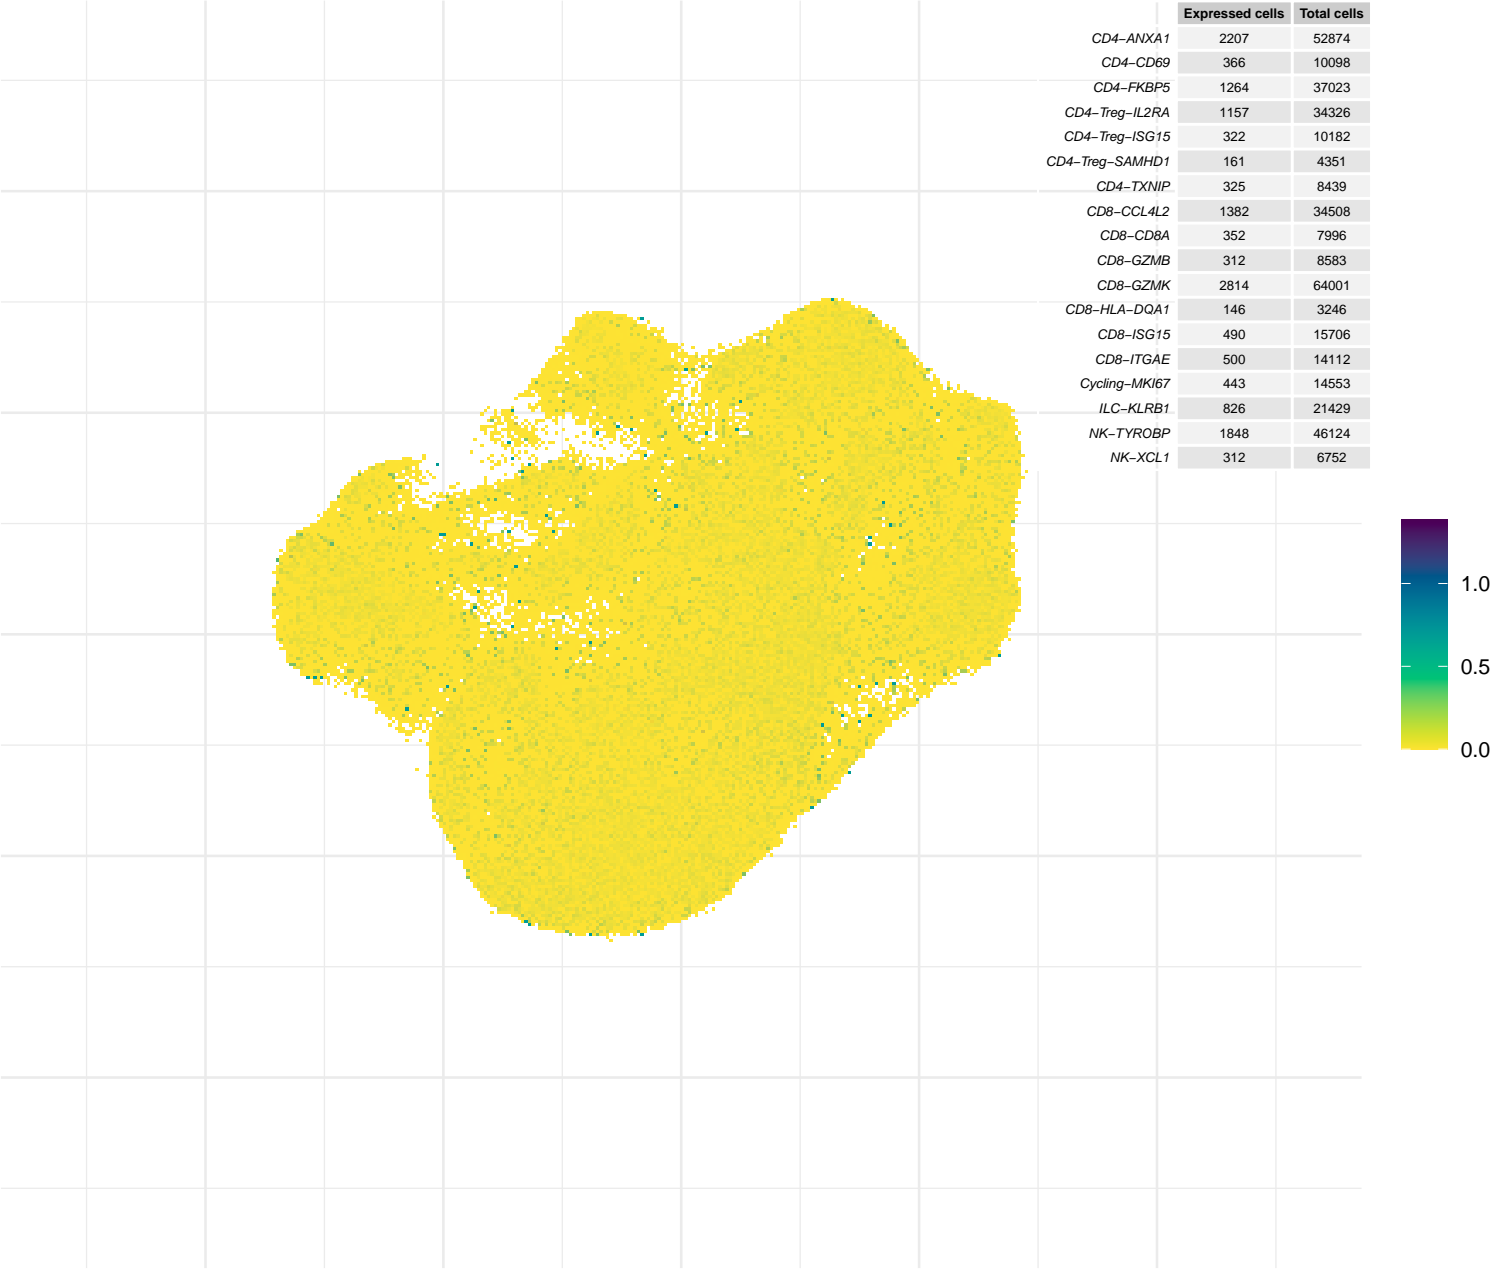 Expressed cells Total cells
CD4−ANXA1 2207 52874
CD4−CD69 366 10098
CD4−FKBP5 1264 37023
CD4−Treg−IL2RA 1157 34326
CD4−Treg−ISG15 322 10182
CD4−Treg−SAMHD1 161 4351
CD4−TXNIP 325 8439
CD8−CCL4L2 1382 34508
CD8−CD8A 352 7996
CD8−GZMB 312 8583
CD8−GZMK 2814 64001
CD8−HLA−DQA1 146 3246
CD8−ISG15 490 15706
CD8−ITGAE 500 14112
Cycling−MKI67 443 14553
ILC−KLRB1 826 21429
NK−TYROBP 1848 46124
NK−XCL1 312 6752
1.0
0.5
0.0